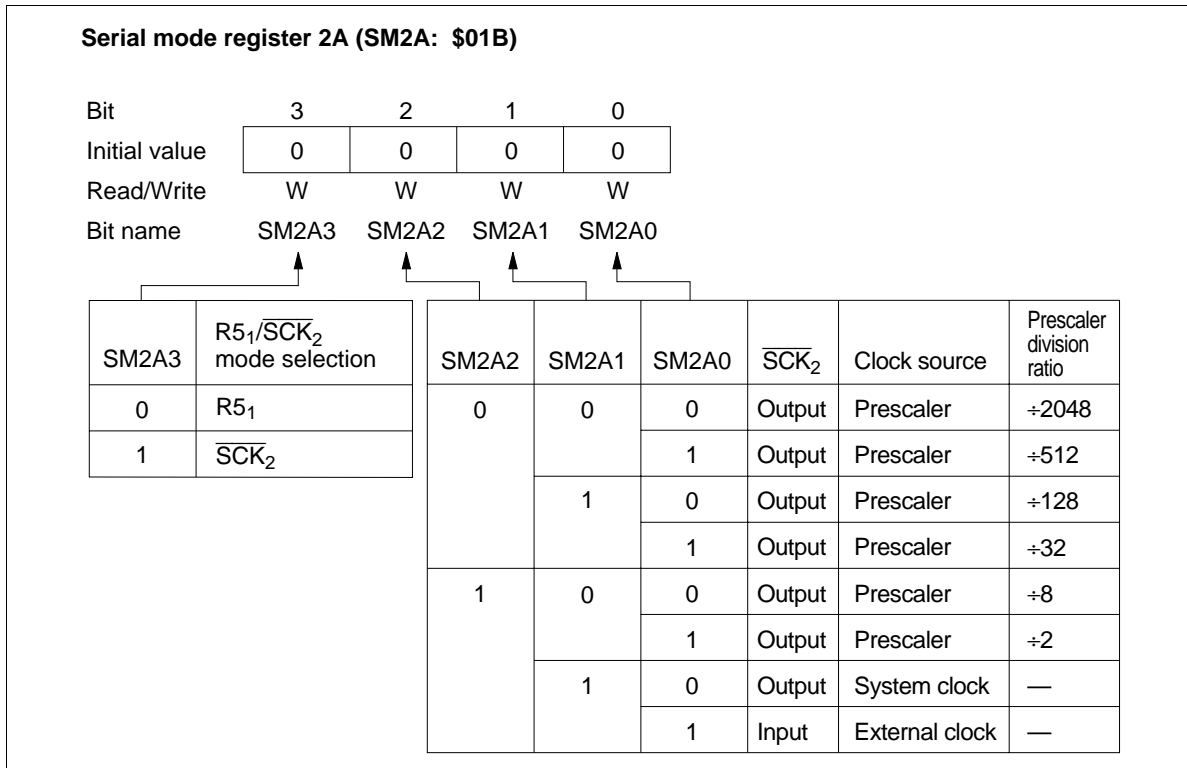 Serial mode register 2A (SM2A: $01B)
Bit 3 2 1 0
Initial value 0 0 0 0
Read/Write W W W W
Bit name SM2A3 SM2A2 SM2A1 SM2A0
SM2A3 R5₁/S̅C̅K̅₂ mode selection
0 R5₁
1 S̅C̅K̅₂
SM2A2 SM2A1 SM2A0 S̅C̅K̅₂ Clock source Prescaler division ratio
0 0 0 Output Prescaler ÷2048
1 Output Prescaler ÷512
1 0 Output Prescaler ÷128
1 Output Prescaler ÷32
1 0 0 Output Prescaler ÷8
1 Output Prescaler ÷2
1 0 Output System clock —
1 Input External clock —